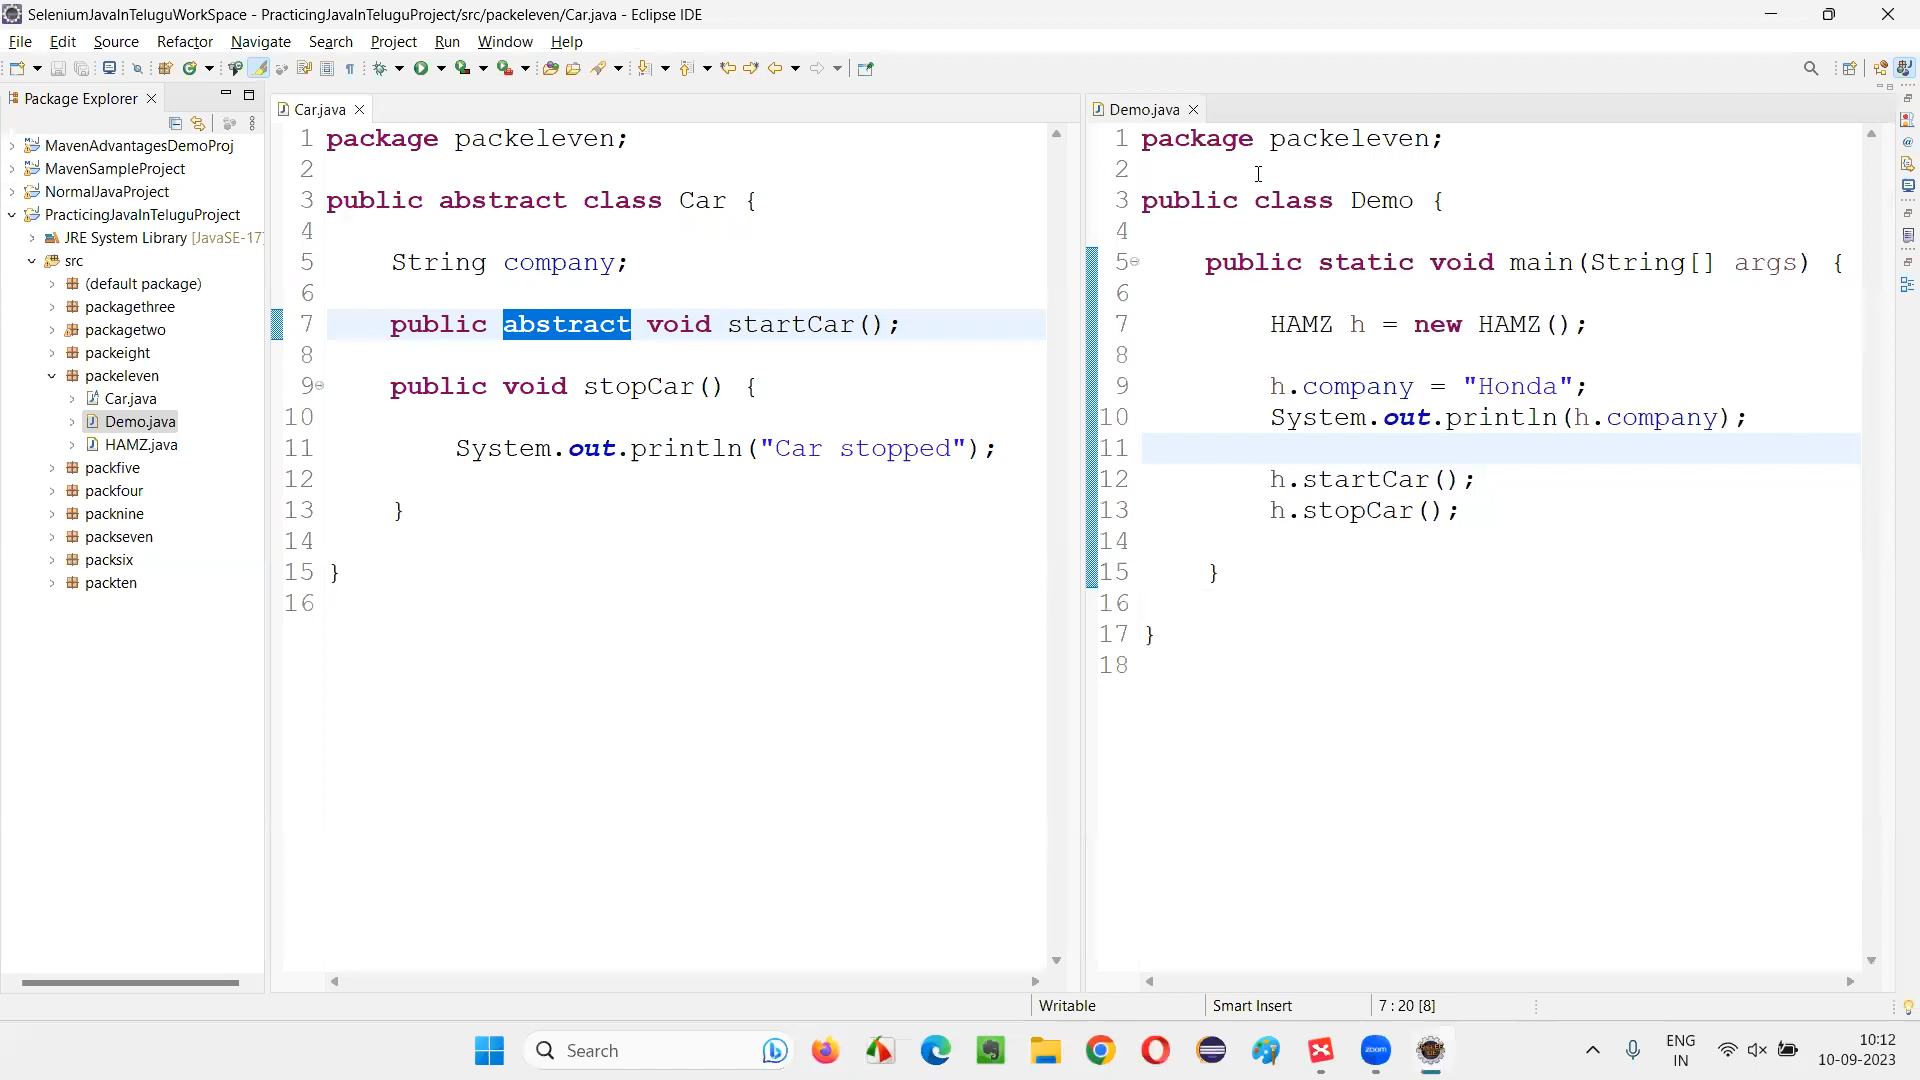 SeleniumJavaInTeluguWorkSpace - PracticingJavaInTeluguProject/src/packeleven/Car.java - Eclipse IDE
File Edit Source Refactor Navigate Search Project Run Window Help
Package Explorer
MavenAdvantagesDemoProj
MavenSampleProject
NormalJavaProject
PracticingJavaInTeluguProject
JRE System Library [JavaSE-17]
src
(default package)
packagethree
packagetwo
packeight
packeleven
Car.java
Demo.java
HAMZ.java
packfive
packfour
packnine
packseven
packsix
packten
Car.java
1 package packeleven;
2
3 public abstract class Car {
4
5 String company;
6
7 public abstract void startCar();
8
9 public void stopCar() {
10
11 System.out.println("Car stopped");
12
13 }
14
15 }
16
Demo.java
1 package packeleven;
2
3 public class Demo {
4
5 public static void main(String[] args) {
6
7 HAMZ h = new HAMZ();
8
9 h.company = "Honda";
10 System.out.println(h.company);
11
12 h.startCar();
13 h.stopCar();
14
15 }
16
17 }
18
Writable Smart Insert 7 : 20 [8]
Search
zoom
ENG
IN
10:12
10-09-2023